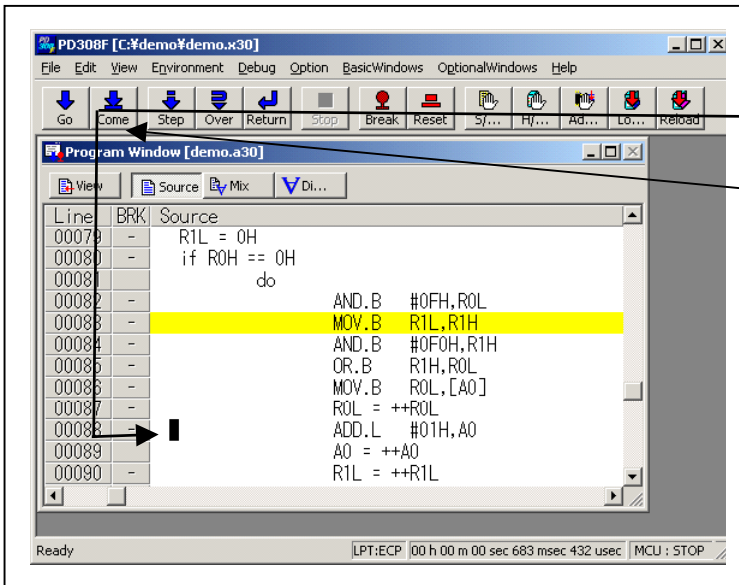 PD308F [C:¥demo¥demo.x30]
File Edit View Environment Debug Option BasicWindows OptionalWindows Help
Go Come Step Over Return Stop Break Reset S/... H/... Ad... Lo... Reload
Program Window [demo.a30]
View Source Mix Di...
Line BRK Source
00079 - R1L = 0H
00080 - if R0H == 0H
00081 do
00082 - AND.B #0FH,R0L
00083 - MOV.B R1L,R1H
00084 - AND.B #0F0H,R1H
00085 - OR.B R1H,R0L
00086 - MOV.B R0L,[A0]
00087 - R0L = ++R0L
00088 - ADD.L #01H,A0
00089 A0 = ++A0
00090 - R1L = ++R1L
Ready LPT:ECP 00 h 00 m 00 sec 683 msec 432 usec MCU : STOP